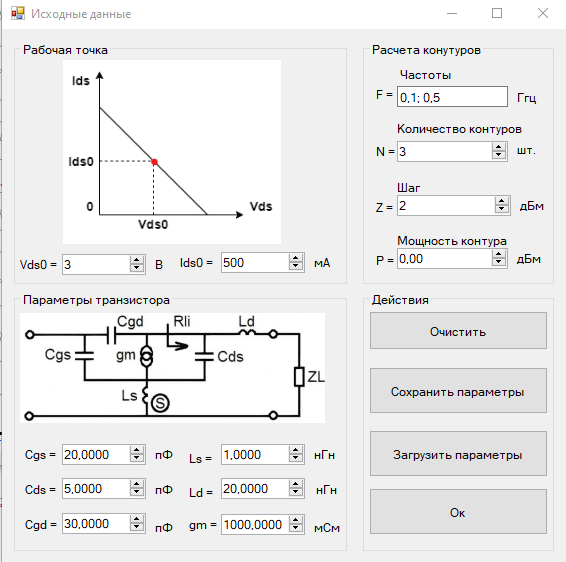 Исходные данные
Рабочая точка
Ids
Ids0
0
Vds
Vds0
Vds0 = 3 В
Ids0 = 500 мА
Расчета конутуров
Частоты
F = 0,1; 0,5 Ггц
Количество контуров
N = 3 шт.
Шаг
Z = 2 дБм
Мощность контура
P = 0,00 дБм
Параметры транзистора
Cgd Rli Ld
Cgs gm Cds
Ls S ZL
Cgs = 20,0000 пФ Ls = 1,0000 нГн
Cds = 5,0000 пФ Ld = 20,0000 нГн
Cgd = 30,0000 пФ gm = 1000,0000 мСм
Действия
Очистить
Сохранить параметры
Загрузить параметры
Ок